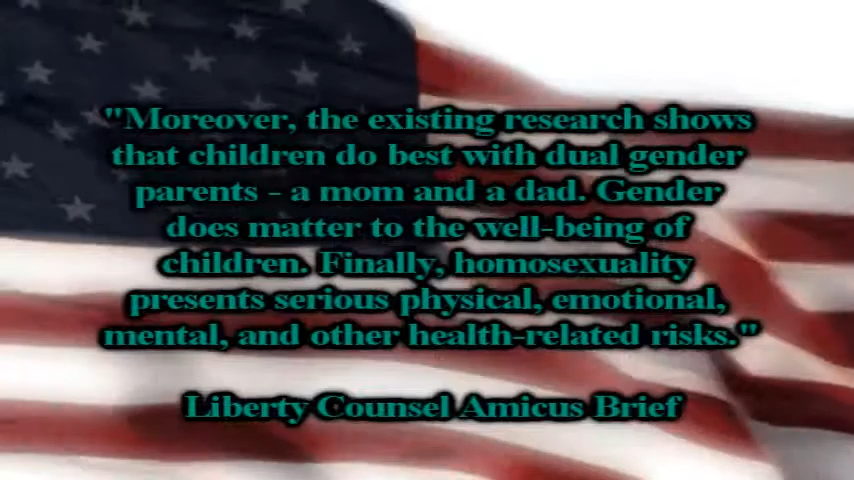 "Moreover, the existing research shows
that children do best with dual gender
parents - a mom and a dad. Gender
does matter to the well-being of
children. Finally, homosexuality
presents serious physical, emotional,
mental, and other health-related risks."
Liberty Counsel Amicus Brief